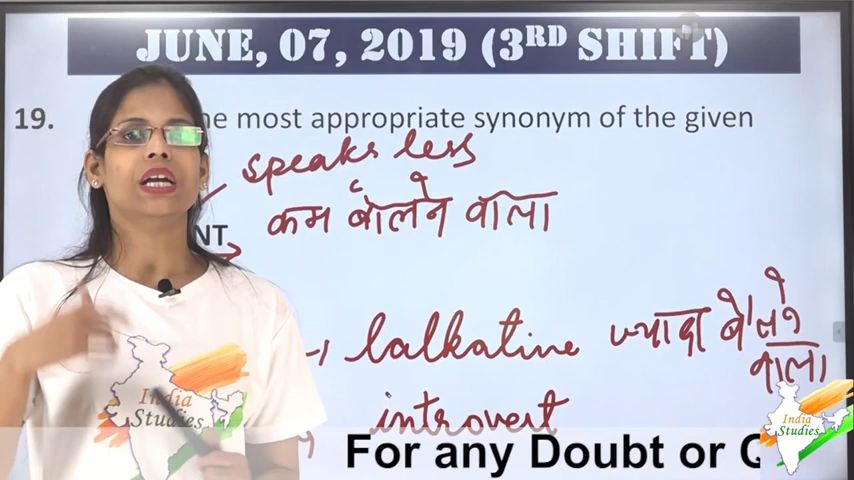 JUNE, 07, 2019 (3RD SHIFT)
19. he most appropriate synonym of the given
speaks less
NT कम बोलने वाला
talkative ज्यादा बोलने वाला
introvert
India Studies
India Studies
For any Doubt or Q